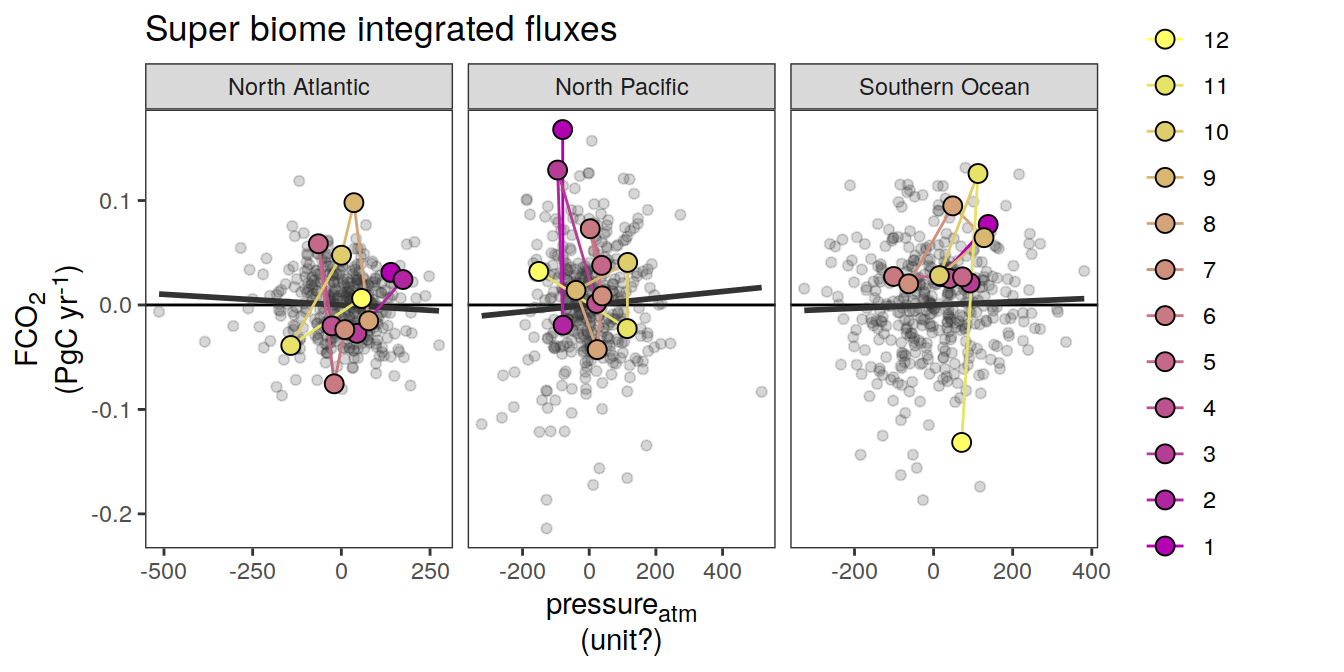 Super biome integrated fluxes
North Atlantic
North Pacific
Southern Ocean
FCO₂
(PgC yr⁻¹)
0.1
0.0
-0.1
-0.2
-500 -250 0 250
-200 0 200 400
-200 0 200 400
pressureₐₜₘ
(unit?)
12
11
10
9
8
7
6
5
4
3
2
1